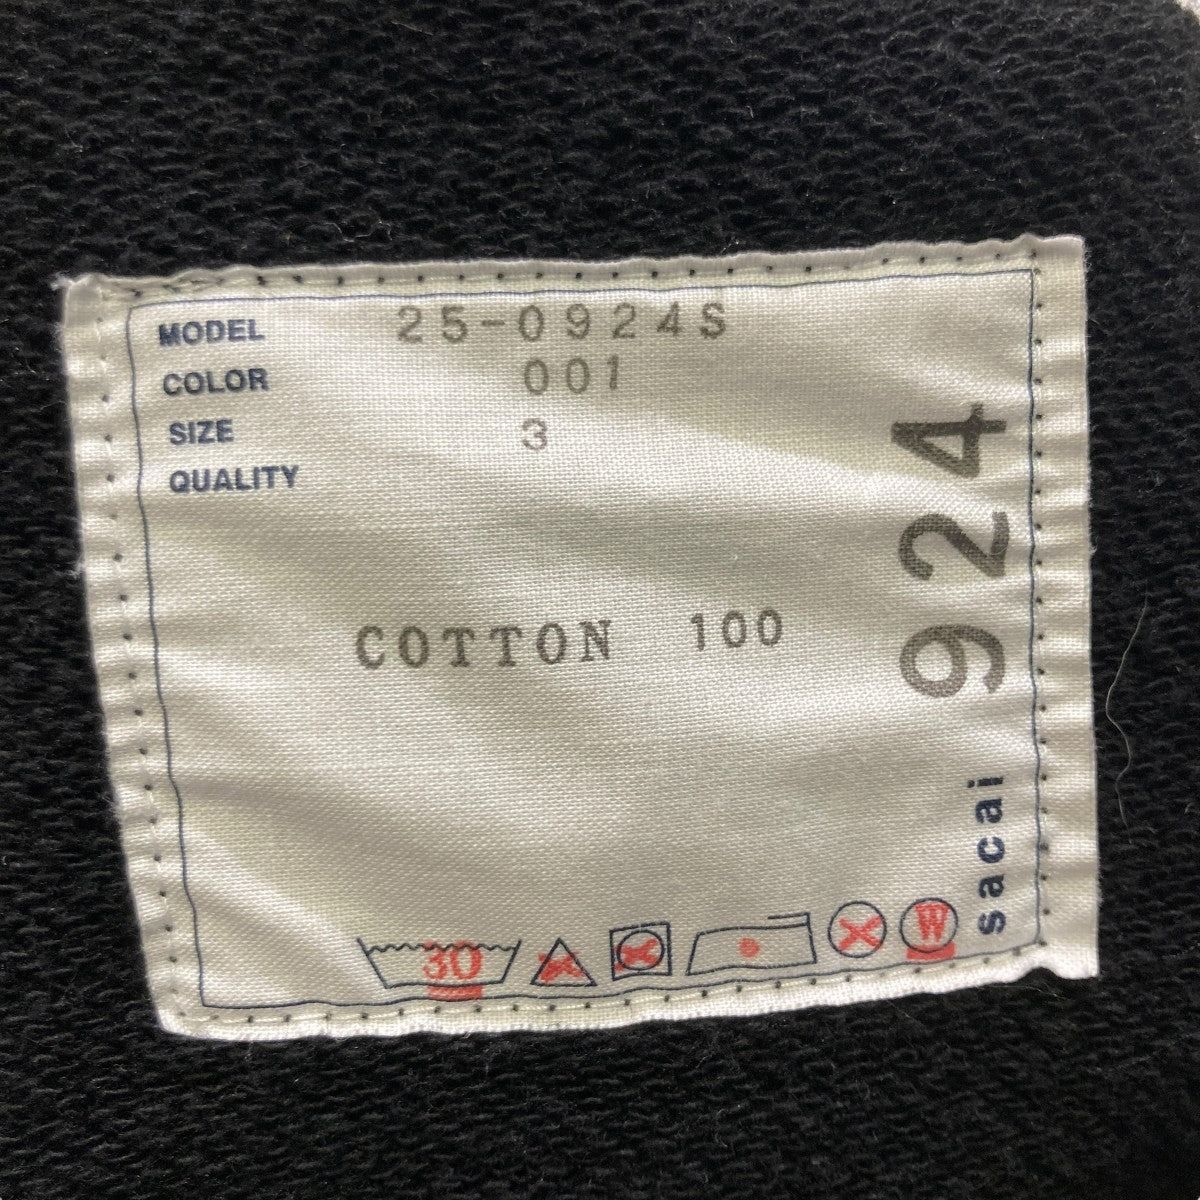 MODEL 25-0924S
COLOR 001
SIZE 3
QUALITY
COTTON 100
30
W
sacai 924